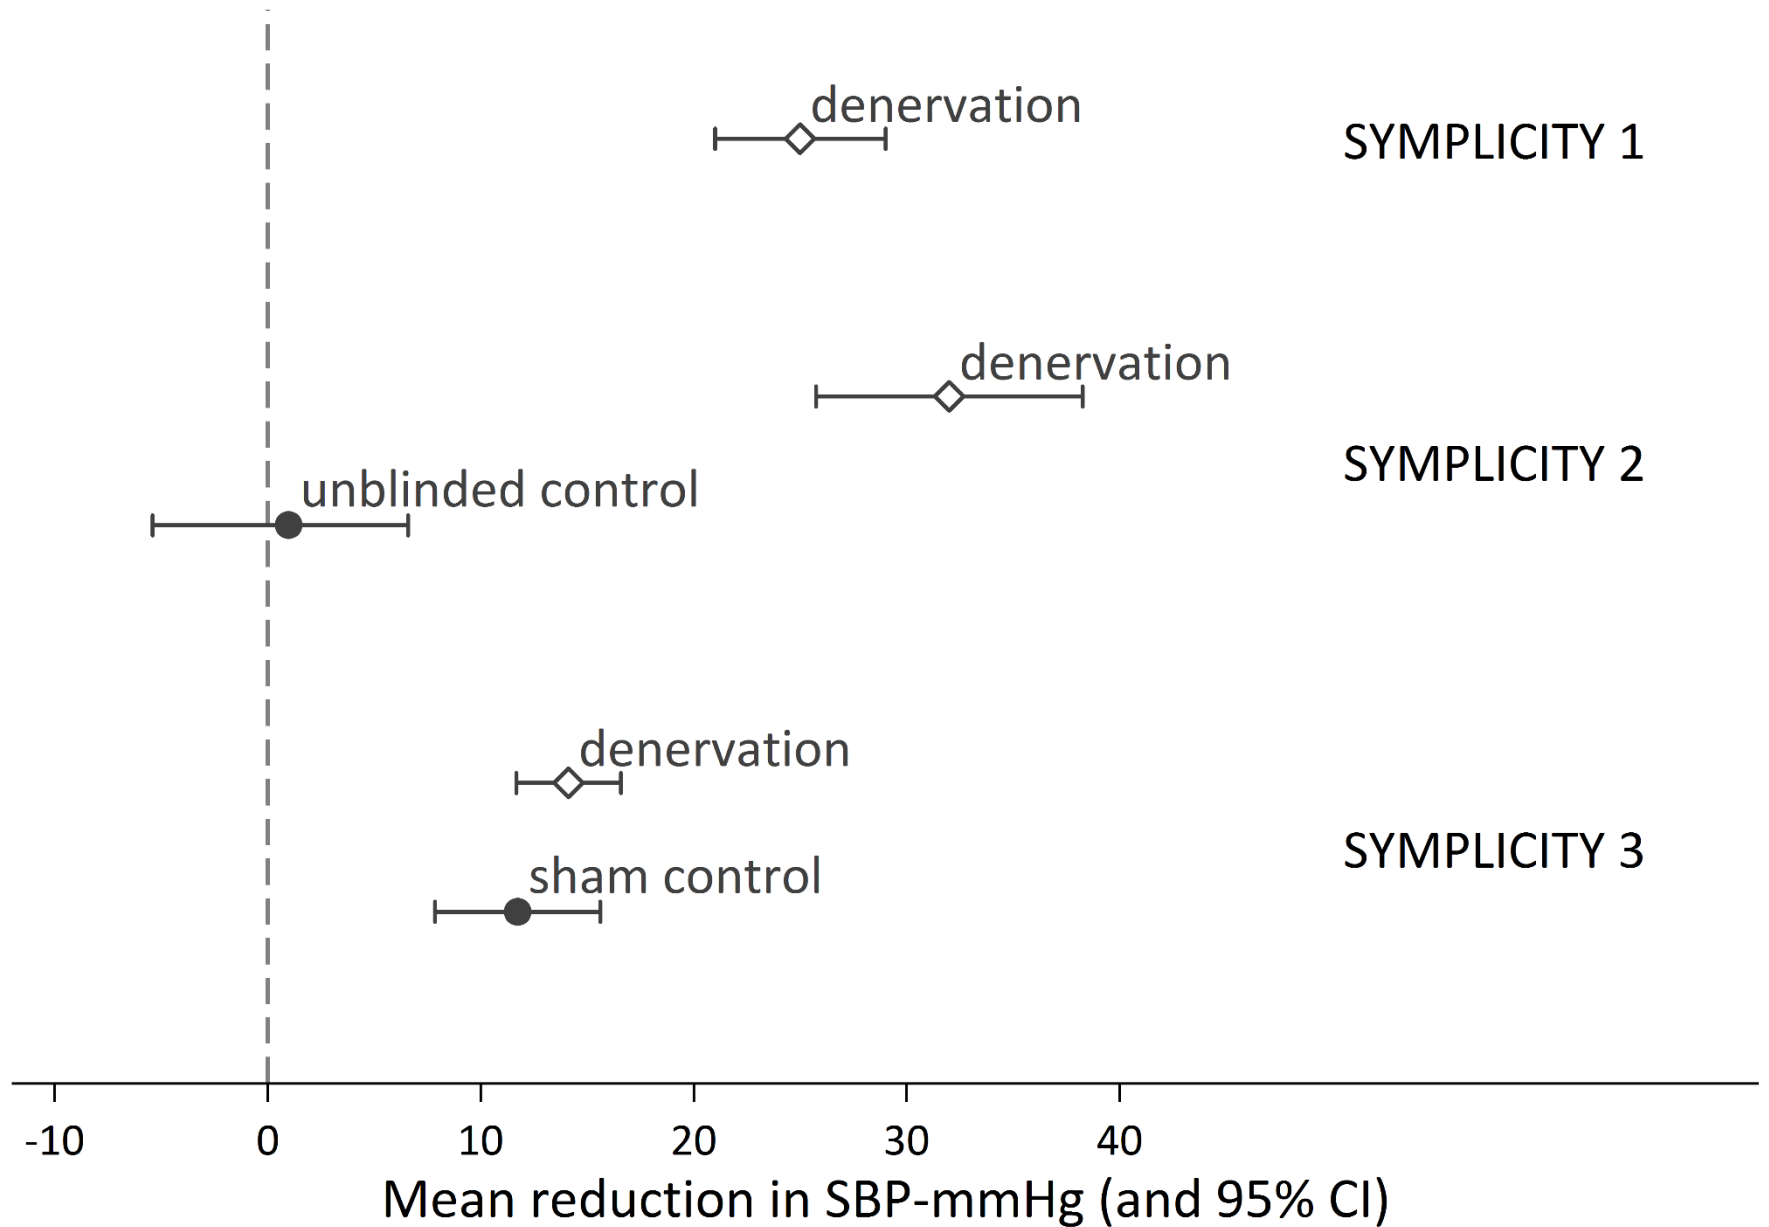 denervation
SYMPLICITY 1
denervation
SYMPLICITY 2
unblinded control
denervation
SYMPLICITY 3
sham control
-10 0 10 20 30 40
Mean reduction in SBP-mmHg (and 95% CI)